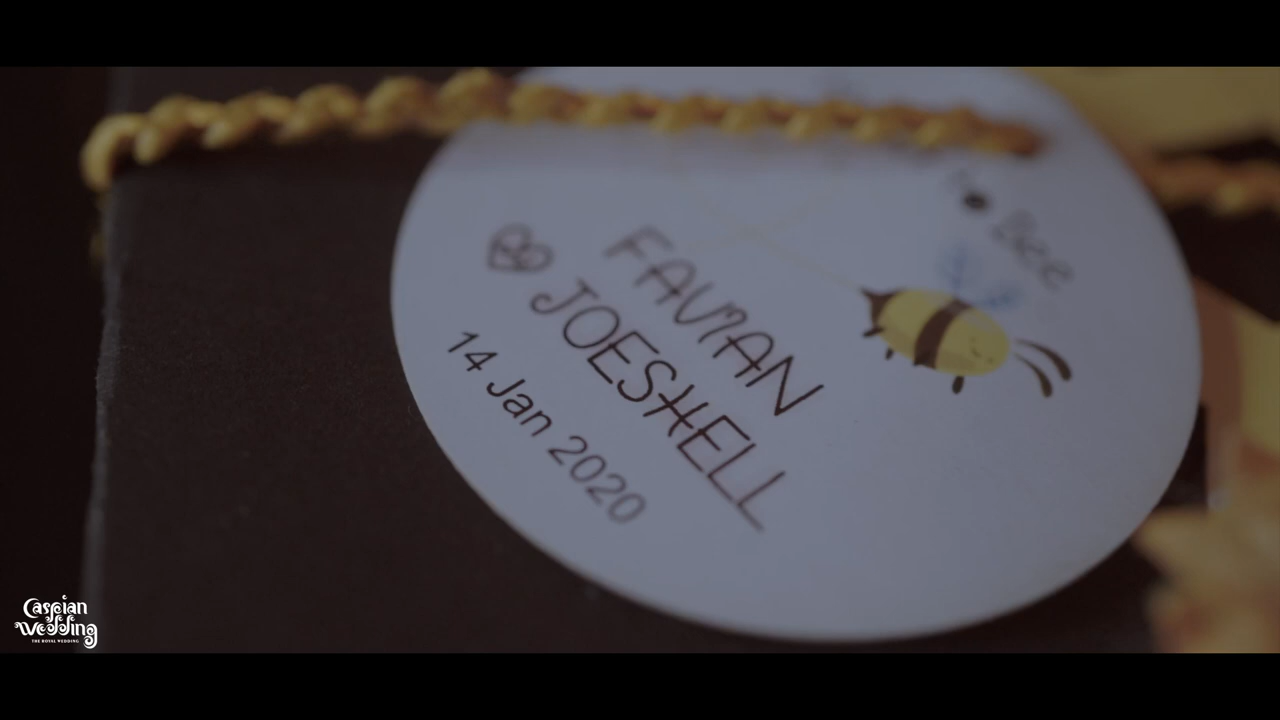 Bee
FAVIAN
JOESHELL
14 Jan 2020
Caspian
Wedding
THE ROYAL WEDDING